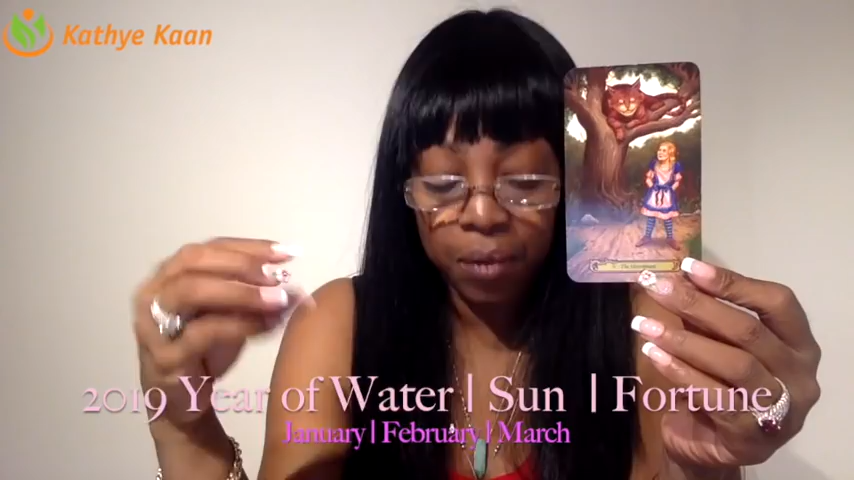 Kathye Kaan
2019 Year of Water | Sun | Fortune
January | February | March